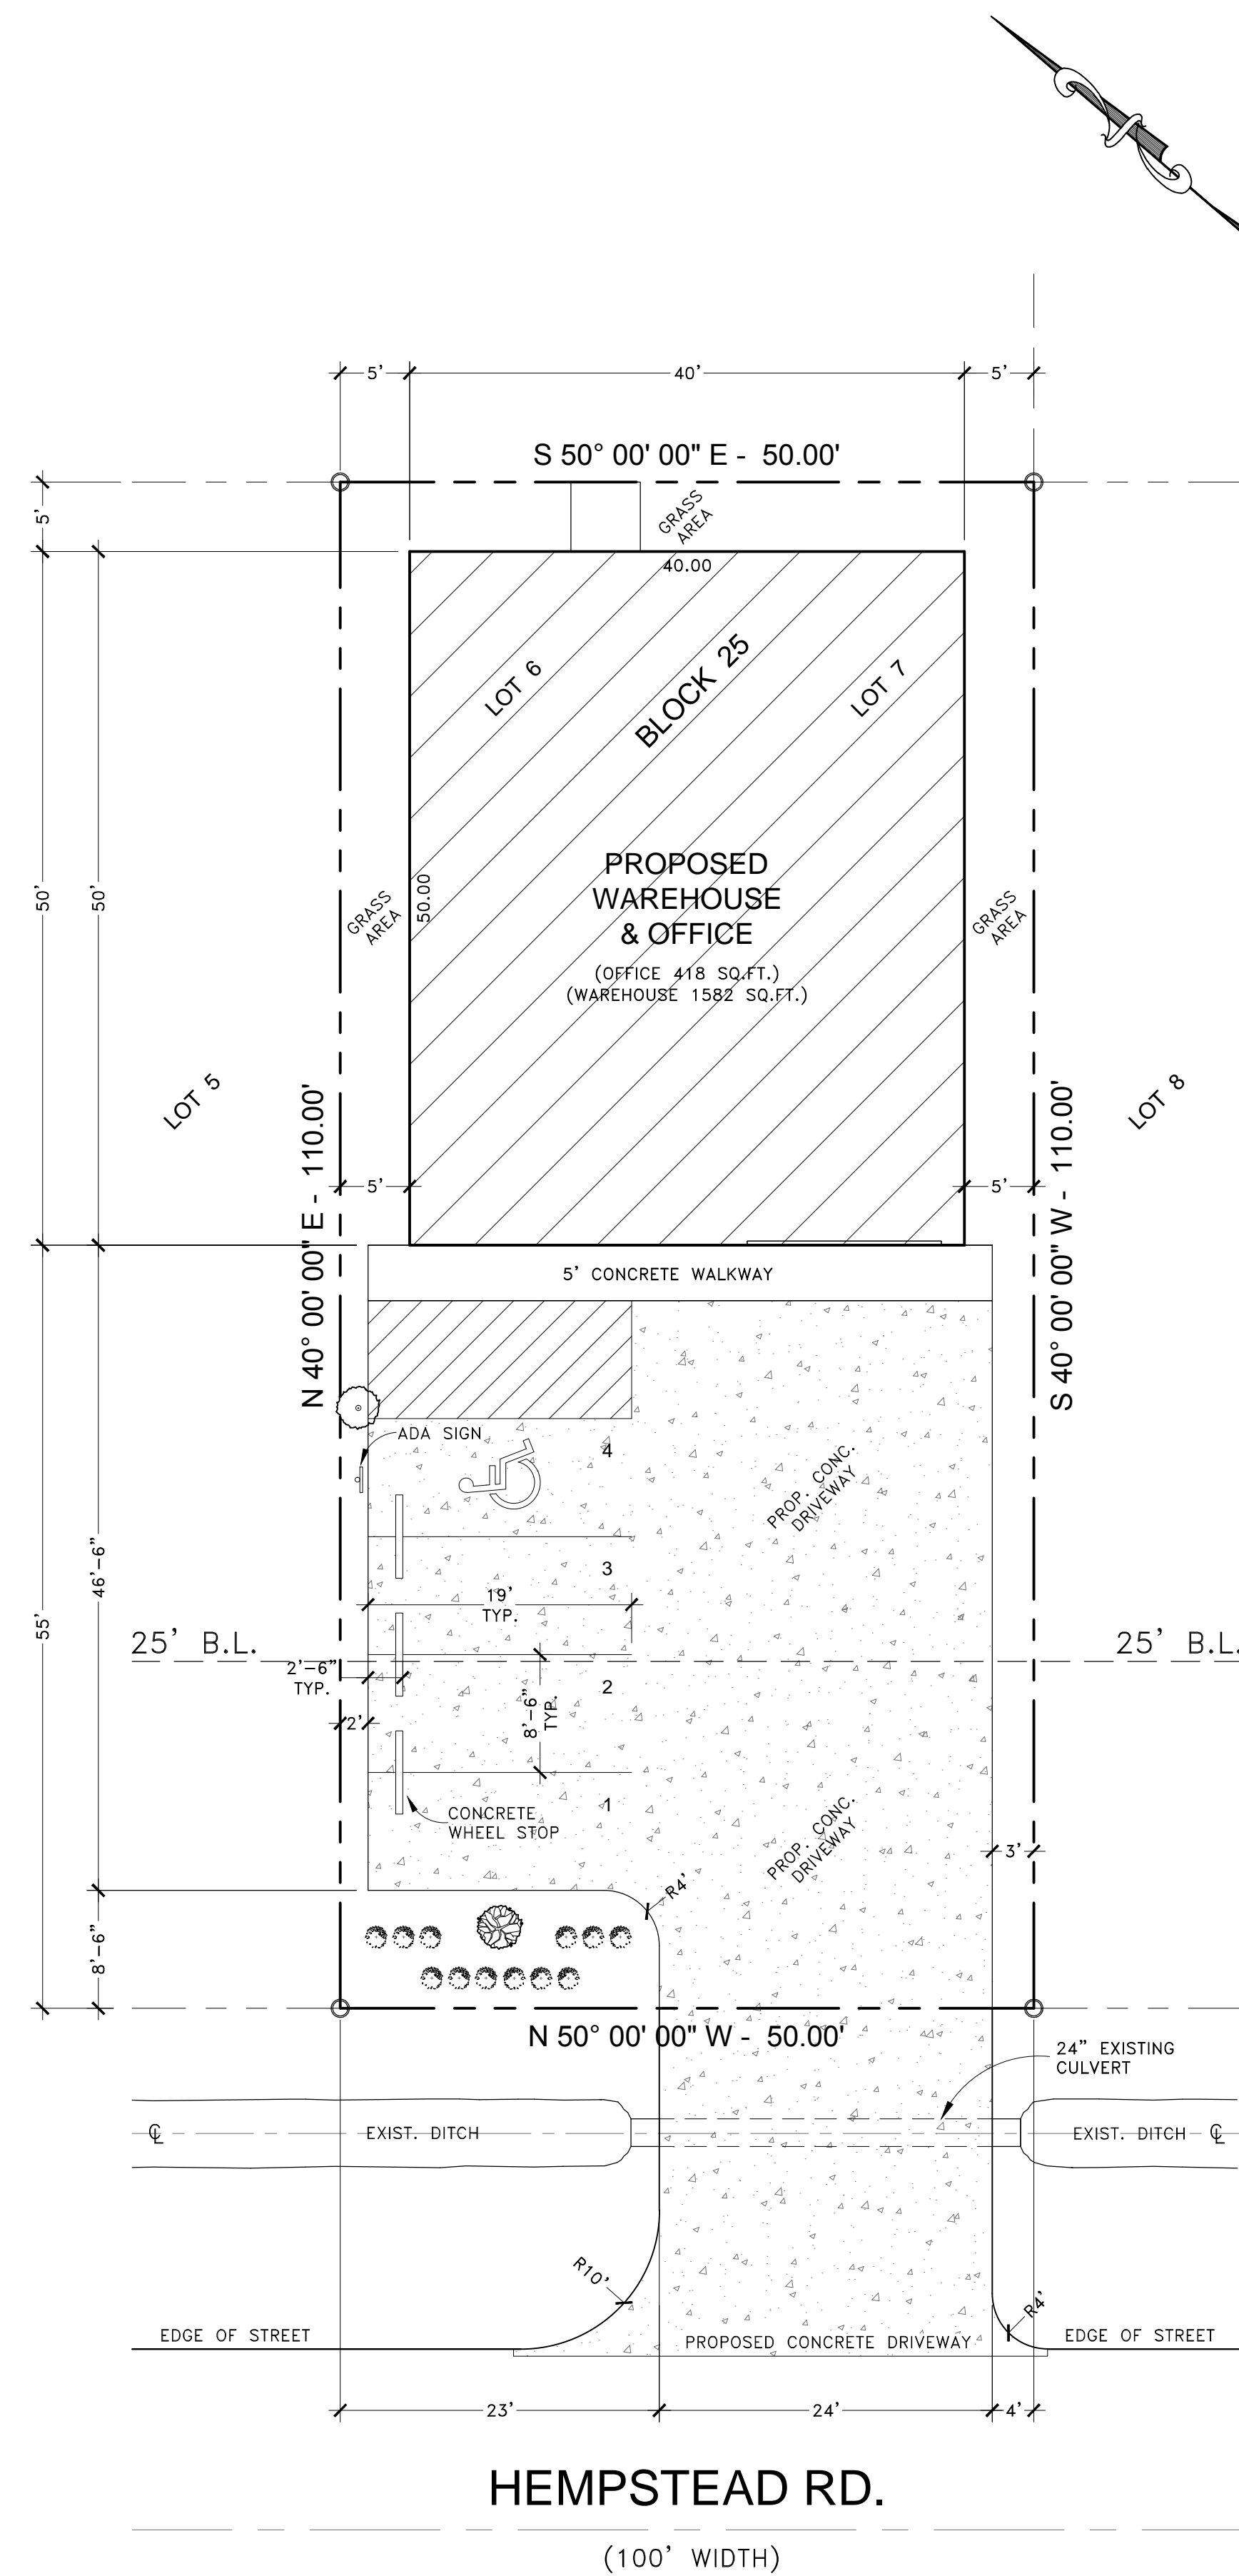 5'
40'
5'
S 50° 00' 00" E -  50.00'
5'
GRASS
AREA
40.00
LOT 6
BLOCK 25
LOT 7
50'
50'
GRASS
AREA
50.00
PROPOSED
WAREHOUSE
& OFFICE
(OFFICE 418 SQ.FT.)
(WAREHOUSE 1582 SQ.FT.)
GRASS
AREA
LOT 5
LOT 8
N 40° 00' 00" E -  110.00'
S 40° 00' 00" W -  110.00'
5'
5'
5' CONCRETE WALKWAY
ADA SIGN
4
PROP. CONC.
DRIVEWAY
46'-6"
55'
3
19'
TYP.
25' B.L.
25' B.L.
2'-6"
TYP.
2
8'-6"
TYP.
2'
1
CONCRETE
WHEEL STOP
PROP. CONC.
DRIVEWAY
3'
R4'
8'-6"
N 50° 00' 00" W -  50.00'
24" EXISTING
CULVERT
℄
EXIST. DITCH
EXIST. DITCH
℄
R10'
R4'
EDGE OF STREET
PROPOSED CONCRETE DRIVEWAY
EDGE OF STREET
23'
24'
4'
HEMPSTEAD RD.
(100' WIDTH)